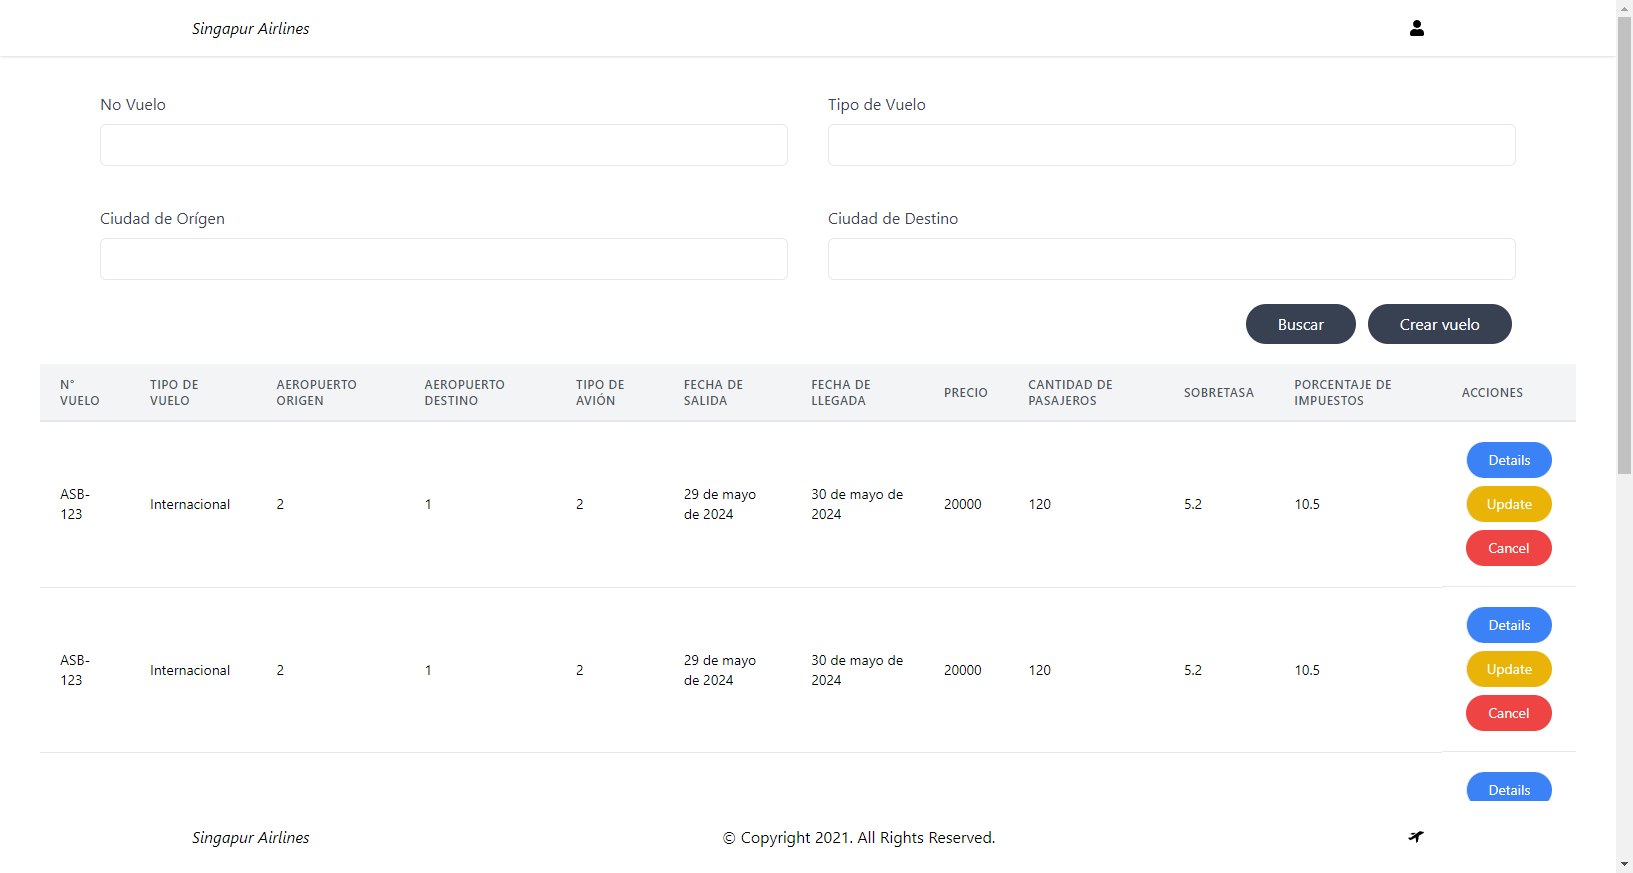 Singapur Airlines
No Vuelo
Tipo de Vuelo
Ciudad de Orígen
Ciudad de Destino
Buscar
Crear vuelo
N° VUELO
TIPO DE VUELO
AEROPUERTO ORIGEN
AEROPUERTO DESTINO
TIPO DE AVIÓN
FECHA DE SALIDA
FECHA DE LLEGADA
PRECIO
CANTIDAD DE PASAJEROS
SOBRETASA
PORCENTAJE DE IMPUESTOS
ACCIONES
ASB-123
Internacional
2
1
2
29 de mayo de 2024
30 de mayo de 2024
20000
120
5.2
10.5
Details
Update
Cancel
ASB-123
Internacional
2
1
2
29 de mayo de 2024
30 de mayo de 2024
20000
120
5.2
10.5
Details
Update
Cancel
Details
Singapur Airlines
© Copyright 2021. All Rights Reserved.